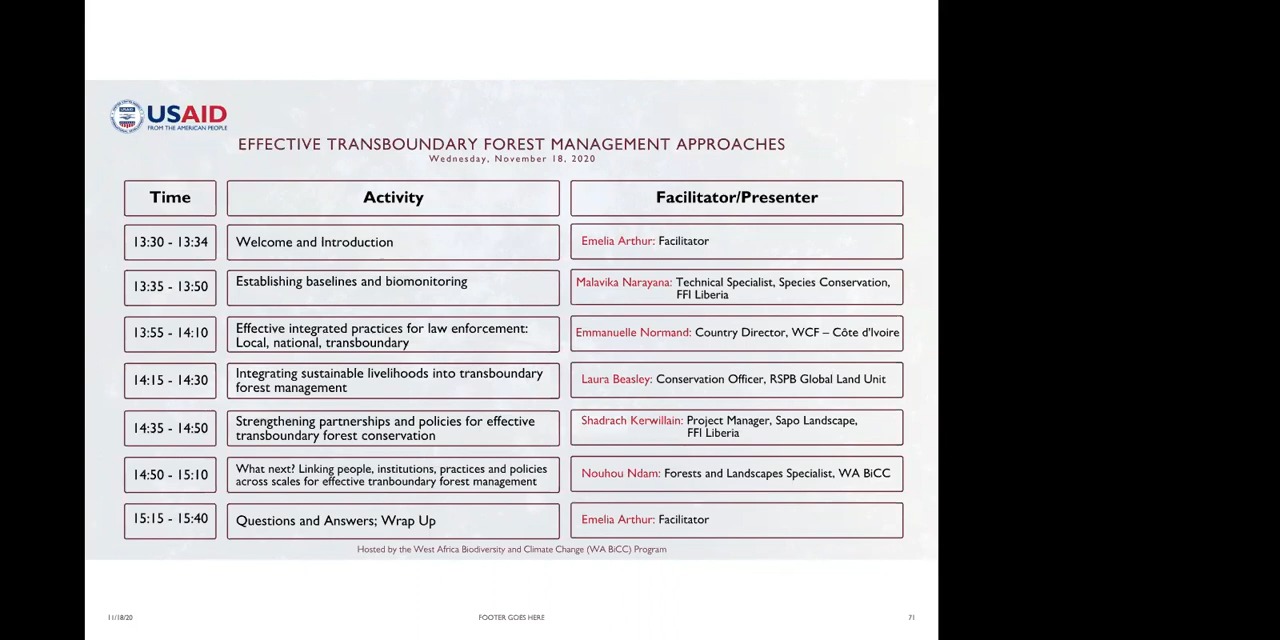 USAID
FROM THE AMERICAN PEOPLE
EFFECTIVE TRANSBOUNDARY FOREST MANAGEMENT APPROACHES
Wednesday, November 18, 2020
Time Activity Facilitator/Presenter
13:30 - 13:34 Welcome and Introduction Emelia Arthur: Facilitator
13:35 - 13:50 Establishing baselines and biomonitoring Malavika Narayana: Technical Specialist, Species Conservation,
FFI Liberia
13:55 - 14:10 Effective integrated practices for law enforcement:
Local, national, transboundary
Emmanuelle Normand: Country Director, WCF – Côte d'Ivoire
14:15 - 14:30 Integrating sustainable livelihoods into transboundary
forest management
Laura Beasley: Conservation Officer, RSPB Global Land Unit
14:35 - 14:50 Strengthening partnerships and policies for effective
transboundary forest conservation
Shadrach Kerwillain: Project Manager, Sapo Landscape,
FFI Liberia
14:50 - 15:10 What next? Linking people, institutions, practices and policies
across scales for effective tranboundary forest management
Nouhou Ndam: Forests and Landscapes Specialist, WA BiCC
15:15 - 15:40 Questions and Answers; Wrap Up Emelia Arthur: Facilitator
Hosted by the West Africa Biodiversity and Climate Change (WA BiCC) Program
11/18/20 FOOTER GOES HERE 71